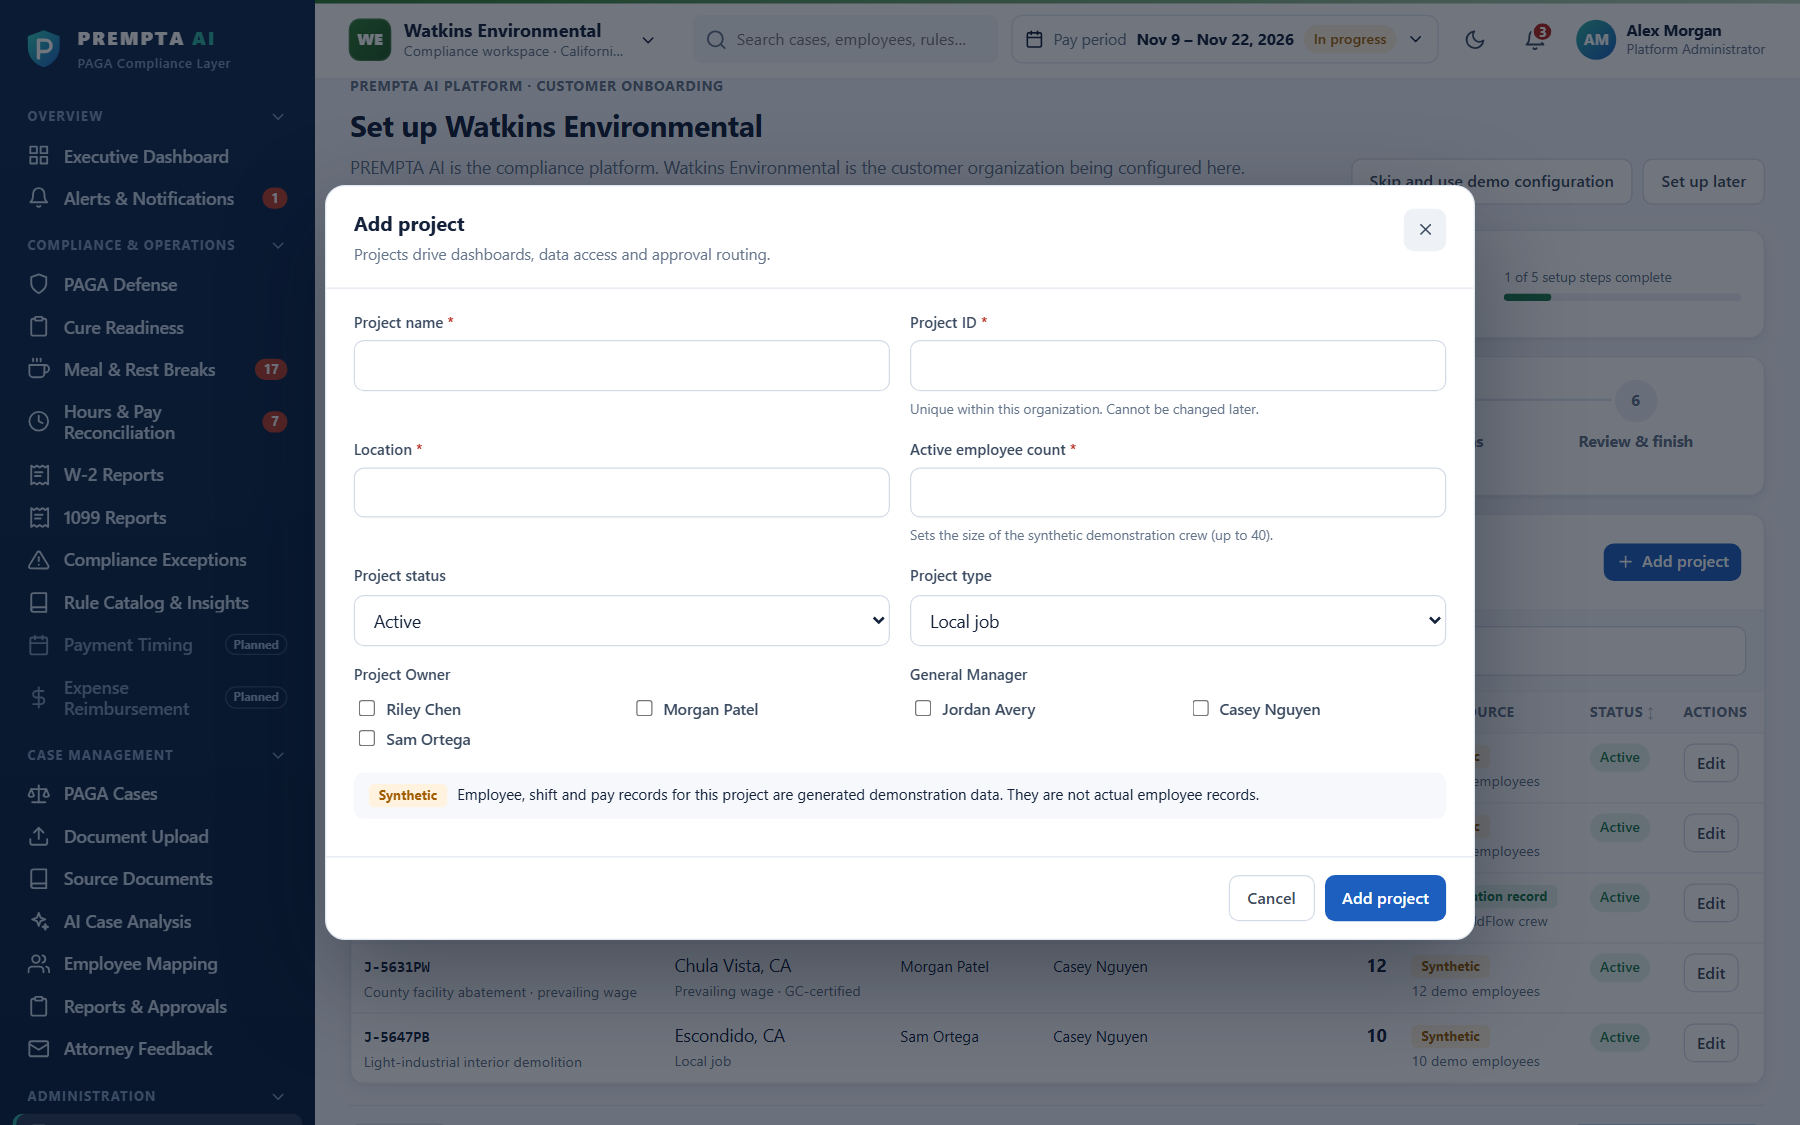 PREMPTA AI
PAGA Compliance Layer
OVERVIEW
Executive Dashboard
Alerts & Notifications
1
COMPLIANCE & OPERATIONS
PAGA Defense
Cure Readiness
Meal & Rest Breaks
17
Hours & Pay
Reconciliation
7
W-2 Reports
1099 Reports
Compliance Exceptions
Rule Catalog & Insights
Payment Timing
Planned
Expense
Reimbursement
Planned
CASE MANAGEMENT
PAGA Cases
Document Upload
Source Documents
AI Case Analysis
Employee Mapping
Reports & Approvals
Attorney Feedback
ADMINISTRATION
WE
Watkins Environmental
Compliance workspace · Californi...
Search cases, employees, rules...
Pay period Nov 9 – Nov 22, 2026 In progress
3
AM
Alex Morgan
Platform Administrator
PREMPTA AI PLATFORM · CUSTOMER ONBOARDING
Set up Watkins Environmental
PREMPTA AI is the compliance platform. Watkins Environmental is the customer organization being configured here.
Skip and use demo configuration
Set up later
1 of 5 setup steps complete
6
Review & finish
Add project
STATUS
ACTIONS
Active
Edit
employees
Active
Edit
employees
Active
Edit
record
crew
Add project
Projects drive dashboards, data access and approval routing.
Project name *
Project ID *
Unique within this organization. Cannot be changed later.
Location *
Active employee count *
Sets the size of the synthetic demonstration crew (up to 40).
Project status
Active
Project type
Local job
Project Owner
Riley Chen
Morgan Patel
Sam Ortega
General Manager
Jordan Avery
Casey Nguyen
Synthetic Employee, shift and pay records for this project are generated demonstration data. They are not actual employee records.
Cancel
Add project
J-5631PW
County facility abatement · prevailing wage
Chula Vista, CA
Prevailing wage · GC-certified
Morgan Patel
Casey Nguyen
12
Synthetic
12 demo employees
Active
Edit
J-5647PB
Light-industrial interior demolition
Escondido, CA
Local job
Sam Ortega
Casey Nguyen
10
Synthetic
10 demo employees
Active
Edit